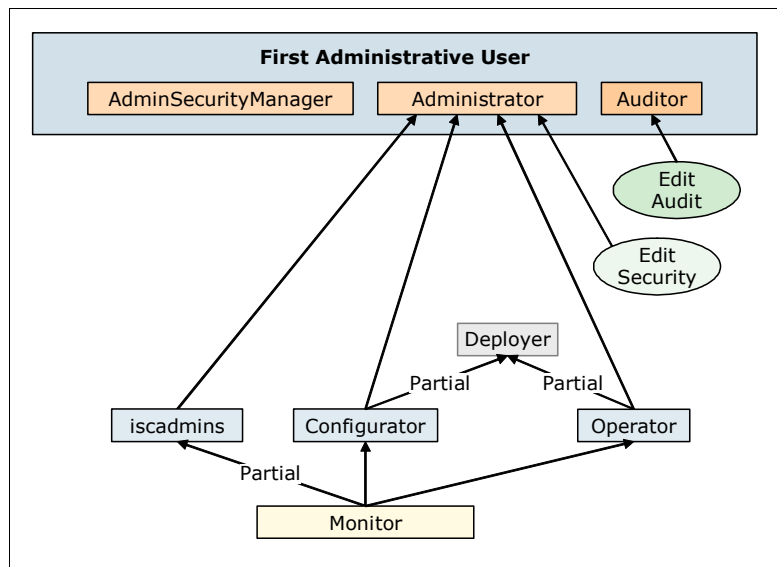 First Administrative User
AdminSecurityManager
Administrator
Auditor
Edit
Audit
Edit
Security
Deployer
Partial
Partial
iscadmins
Configurator
Operator
Partial
Monitor